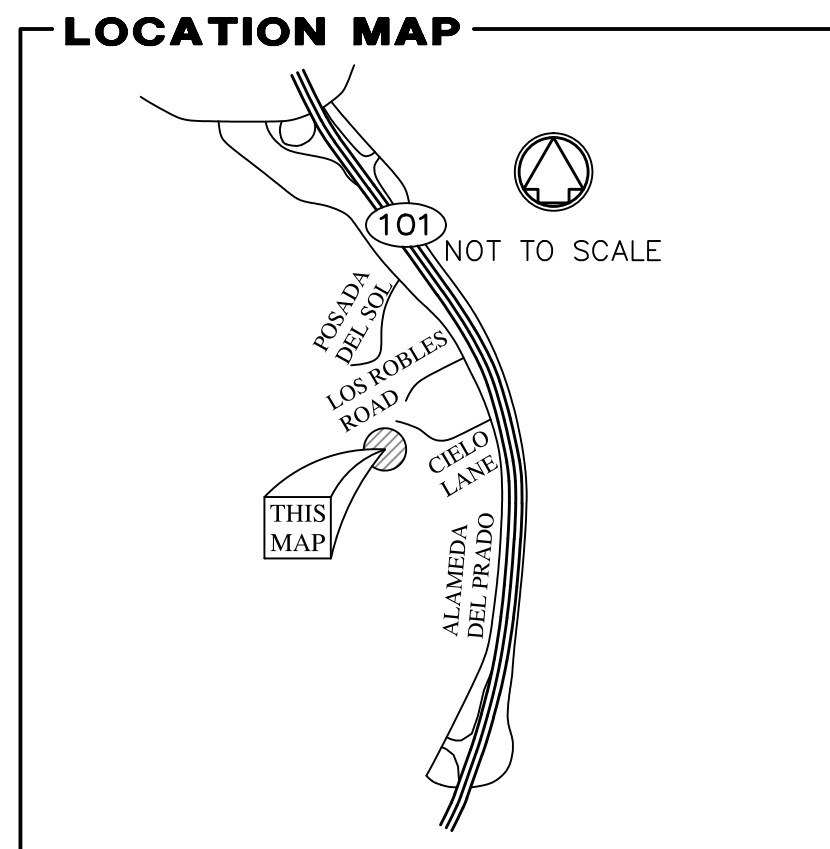 LOCATION MAP
101
NOT TO SCALE
POSADA
DEL SOL
LOS ROBLES
ROAD
CIELO
LANE
THIS
MAP
ALAMEDA
DEL PRADO